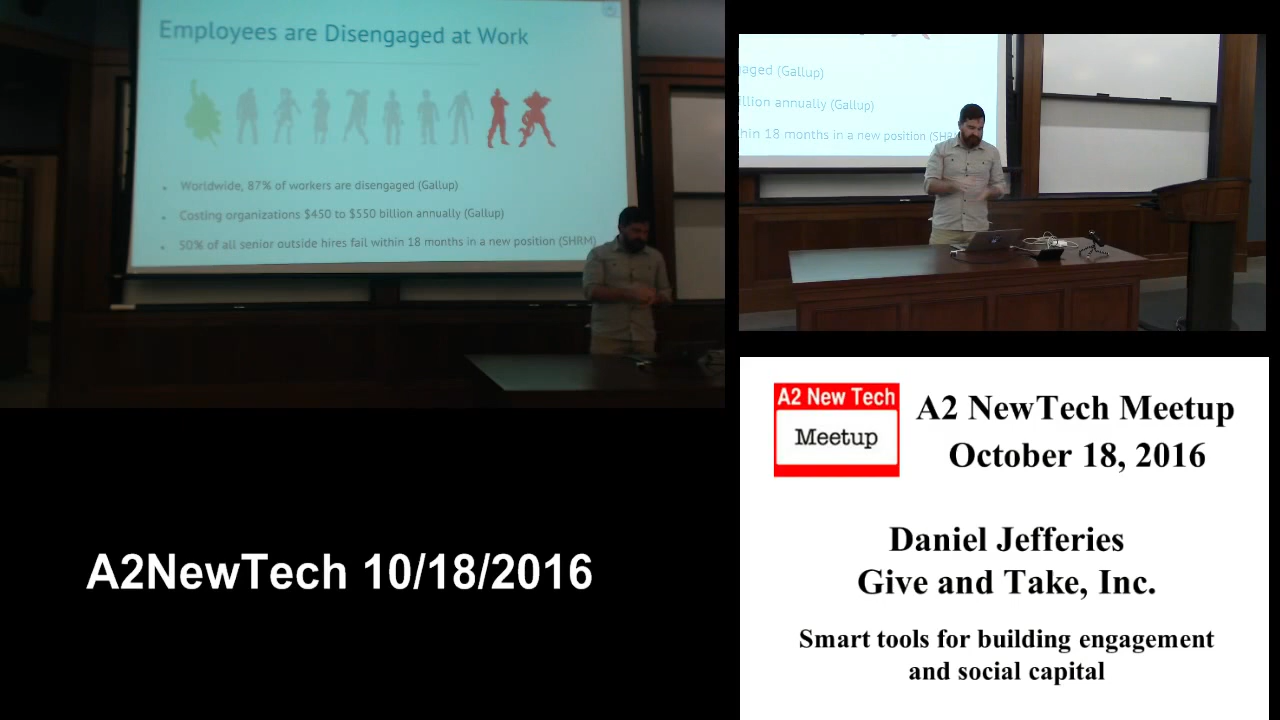 Employees are Disengaged at Work
Worldwide, 87% of workers are disengaged (Gallup)
Costing organizations $450 to $550 billion annually (Gallup)
50% of all senior outside hires fail within 18 months in a new position (SHRM)
aged (Gallup)
illion annually (Gallup)
hin 18 months in a new position (SHRM
A2 New Tech
Meetup
A2 NewTech Meetup
October 18, 2016
Daniel Jefferies
Give and Take, Inc.
Smart tools for building engagement
and social capital
A2NewTech 10/18/2016